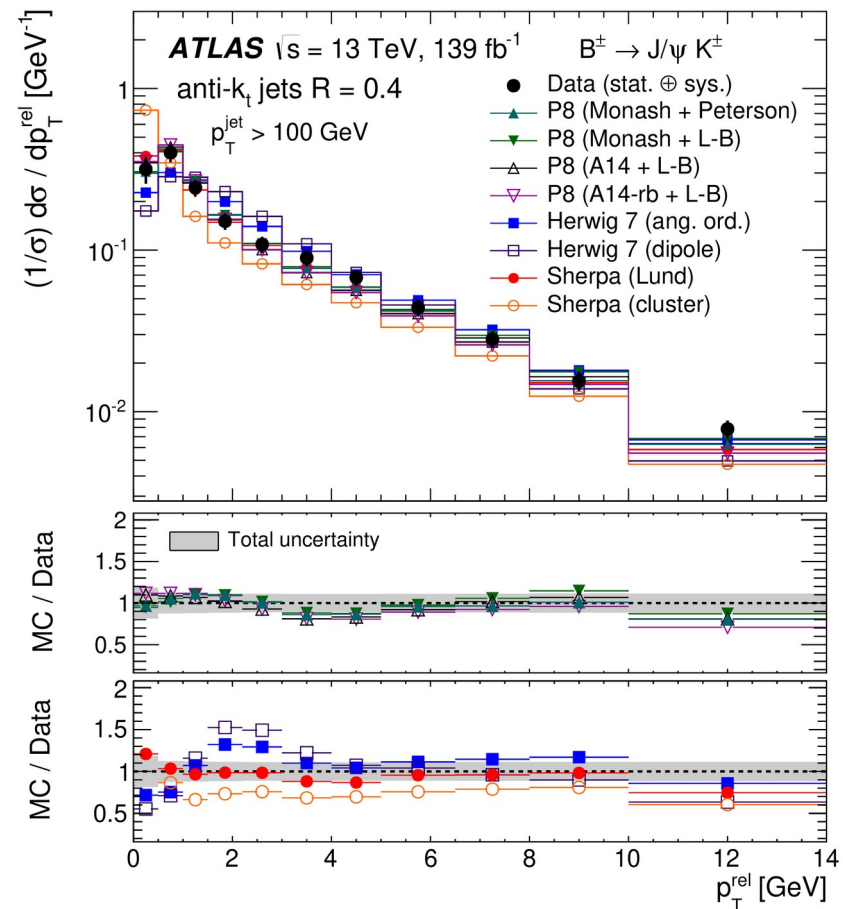 ATLAS √s = 13 TeV, 139 fb⁻¹ B± → J/ψ K±
anti-kₜ jets R = 0.4
p_T^jet > 100 GeV
Data (stat. ⊕ sys.)
P8 (Monash + Peterson)
P8 (Monash + L-B)
P8 (A14 + L-B)
P8 (A14-rb + L-B)
Herwig 7 (ang. ord.)
Herwig 7 (dipole)
Sherpa (Lund)
Sherpa (cluster)
(1/σ) dσ / dp_T^rel [GeV⁻¹]
1
10⁻¹
10⁻²
Total uncertainty
MC / Data
2
1.5
1
0.5
MC / Data
2
1.5
1
0.5
0 2 4 6 8 10 12 14
p_T^rel [GeV]